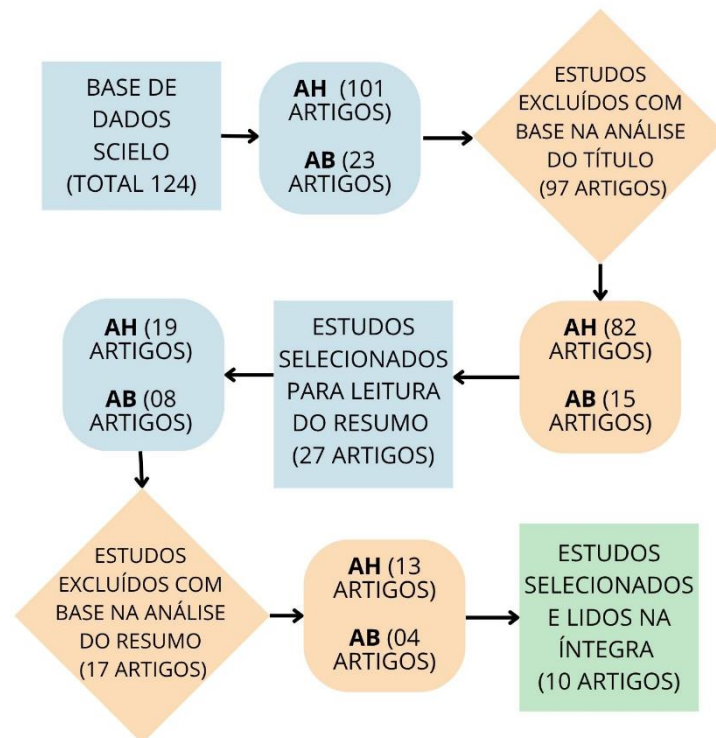 BASE DE
DADOS
SCIELO
(TOTAL 124)
AH (101
ARTIGOS)
AB (23
ARTIGOS)
ESTUDOS
EXCLUÍDOS COM
BASE NA ANÁLISE
DO TÍTULO
(97 ARTIGOS)
AH (82
ARTIGOS)
AB (15
ARTIGOS)
ESTUDOS
SELECIONADOS
PARA LEITURA
DO RESUMO
(27 ARTIGOS)
AH (19
ARTIGOS)
AB (08
ARTIGOS)
ESTUDOS
EXCLUÍDOS COM
BASE NA ANÁLISE
DO RESUMO
(17 ARTIGOS)
AH (13
ARTIGOS)
AB (04
ARTIGOS)
ESTUDOS
SELECIONADOS
E LIDOS NA
ÍNTEGRA
(10 ARTIGOS)